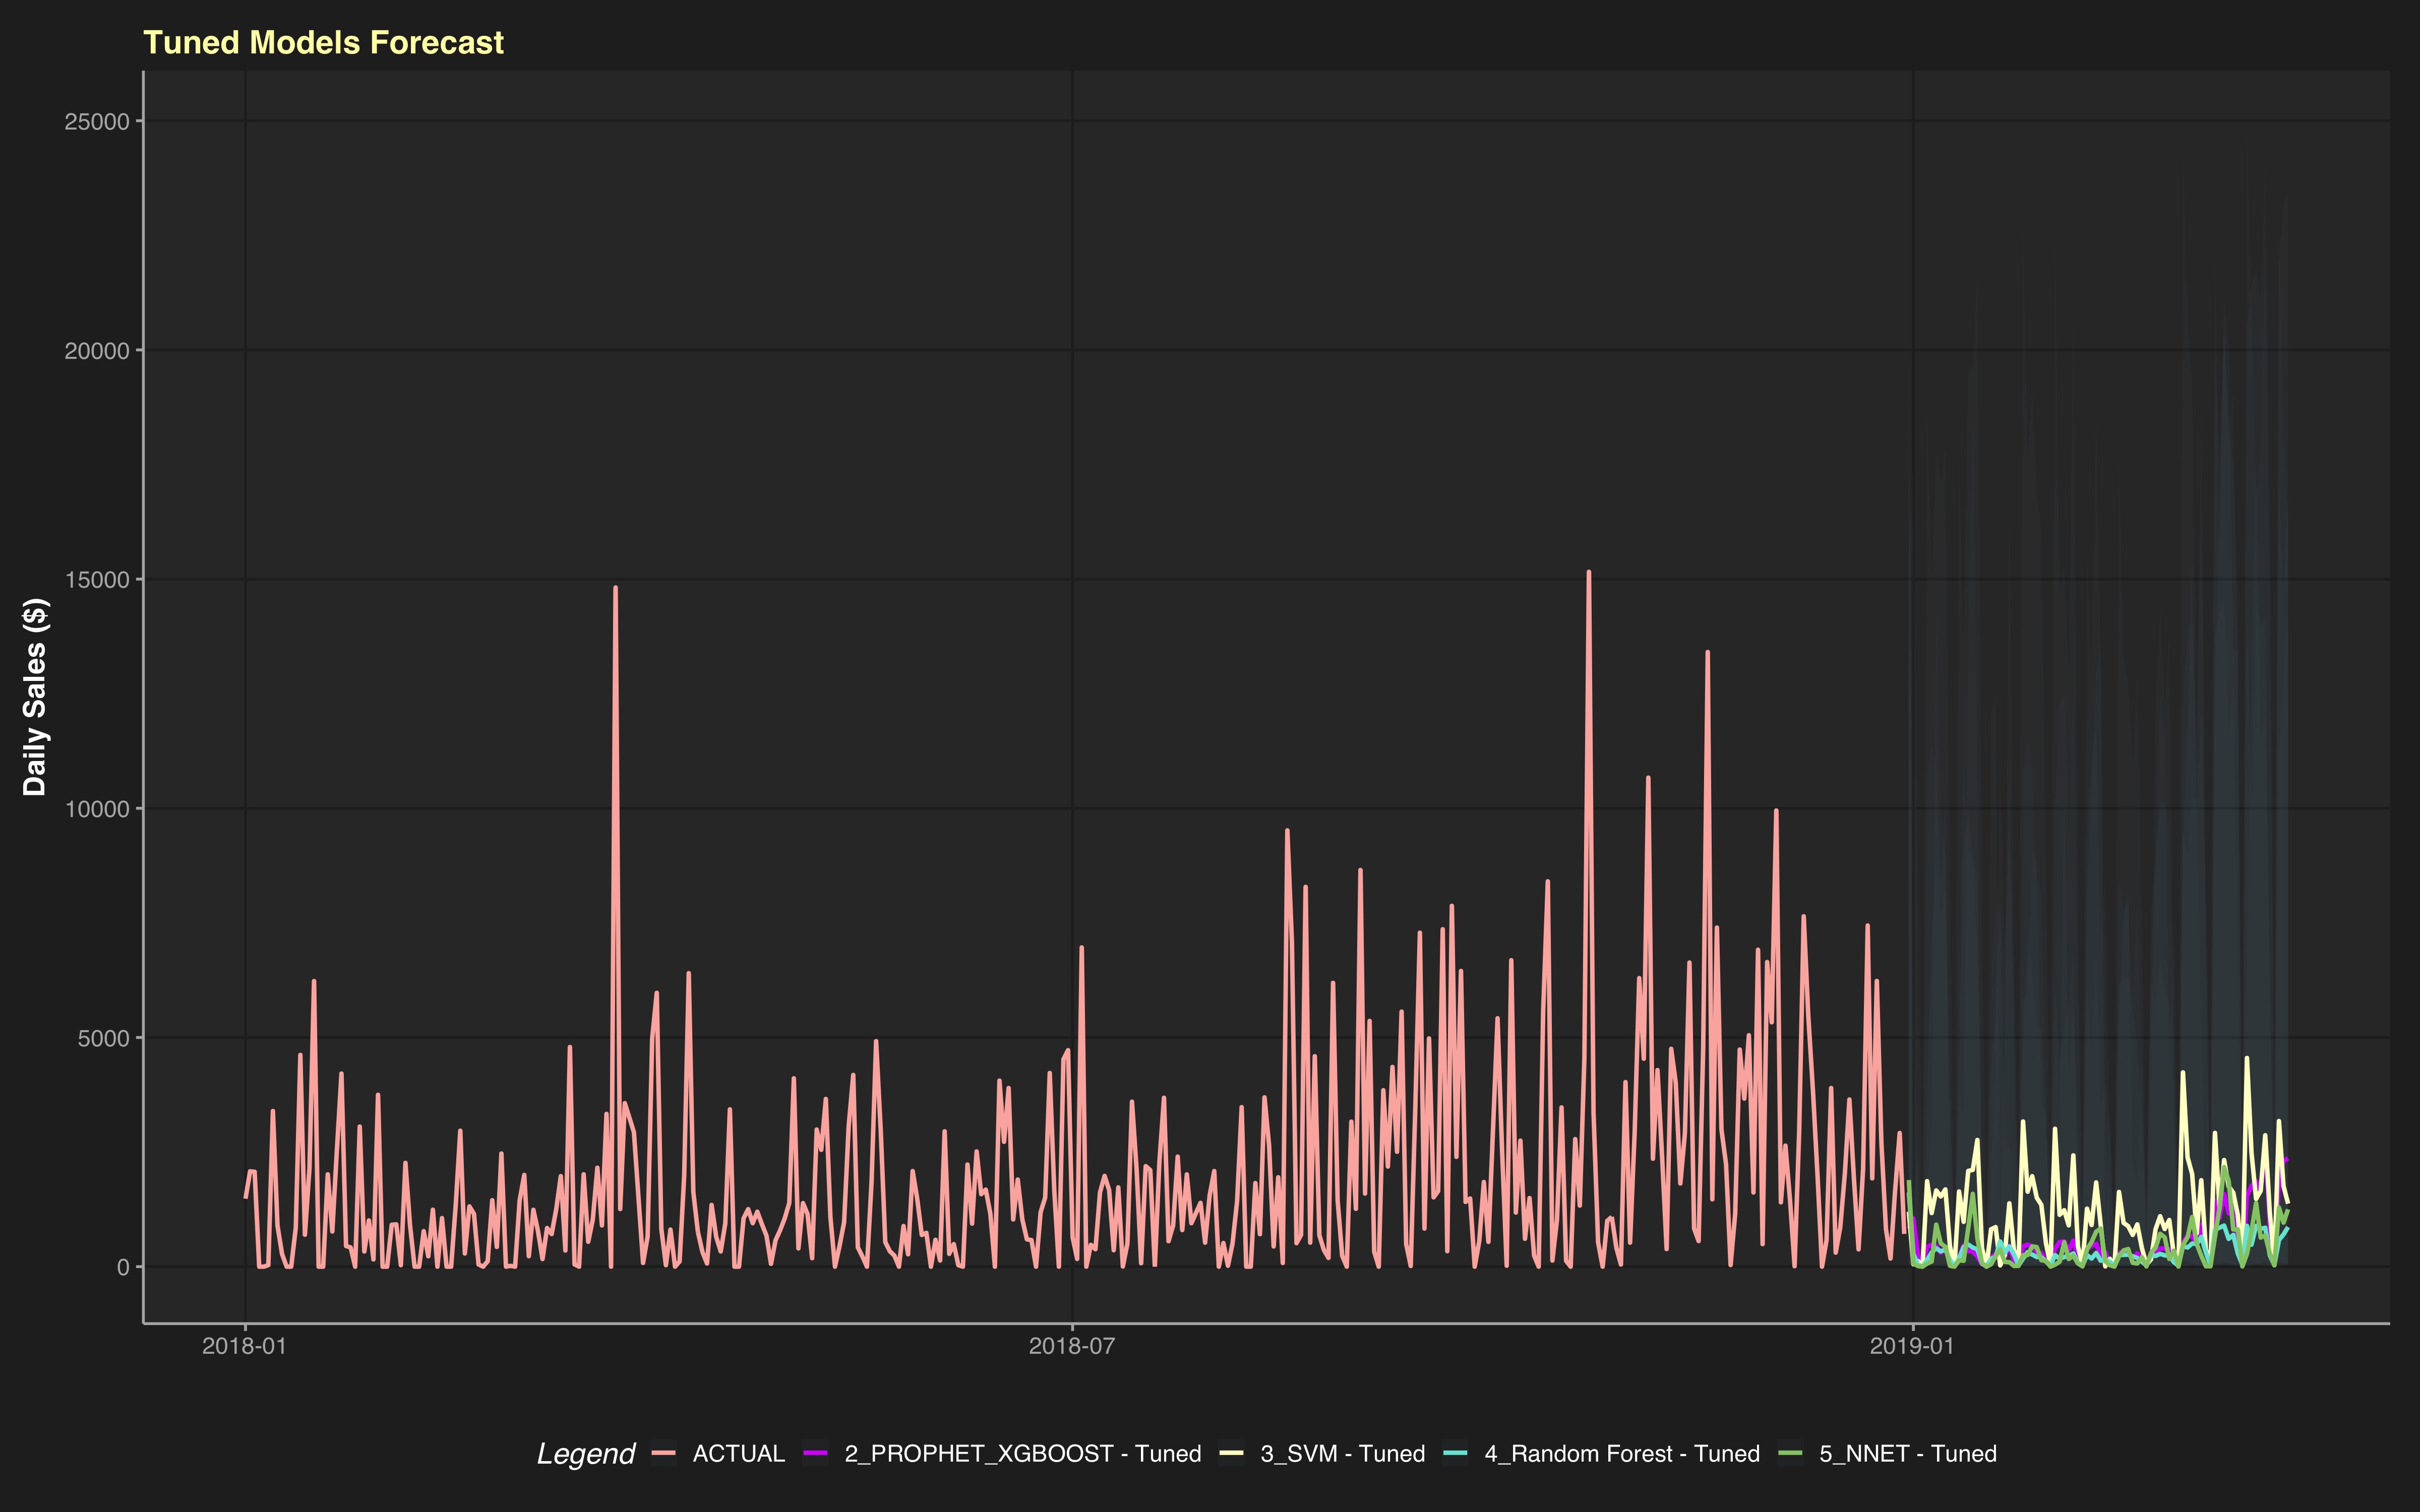 Tuned Models Forecast
Daily Sales ($)
25000
20000
15000
10000
5000
0
2018-01
2018-07
2019-01
Legend
ACTUAL
2_PROPHET_XGBOOST - Tuned
3_SVM - Tuned
4_Random Forest - Tuned
5_NNET - Tuned